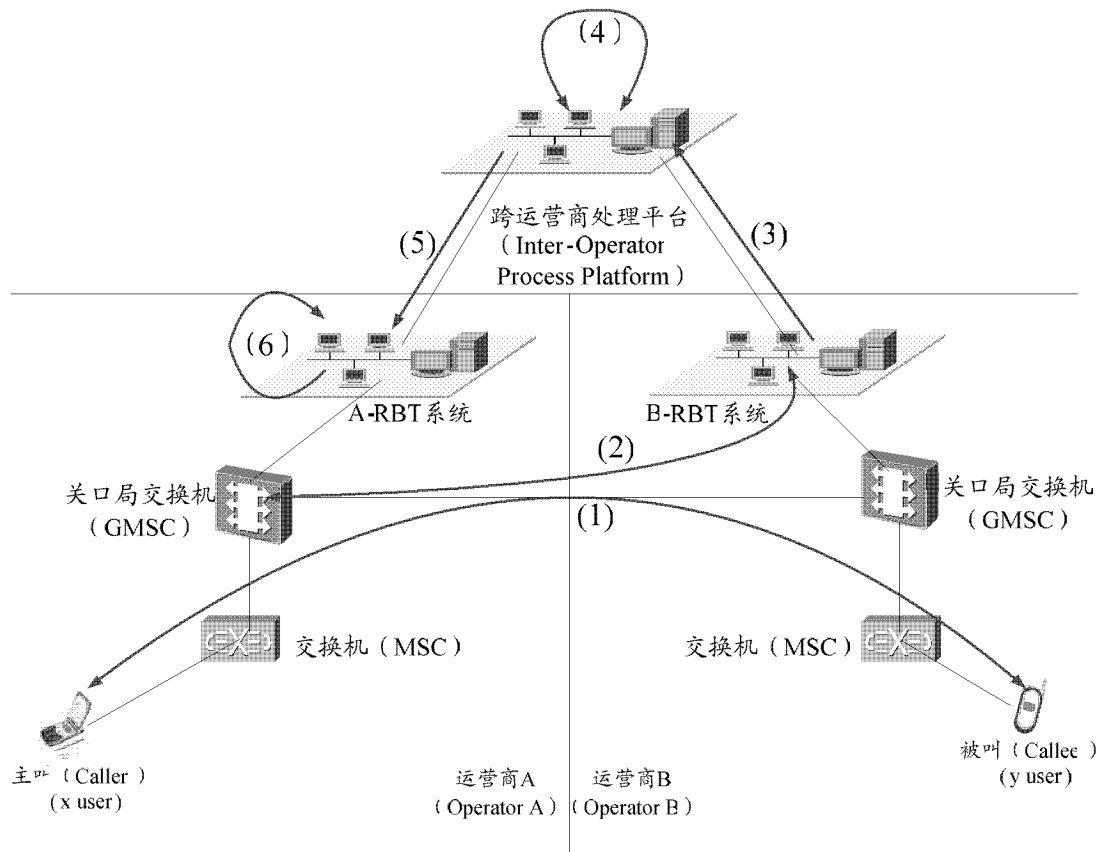 (4)
跨运营商处理平台
(Inter-Operator
Process Platform)
(5)
(3)
(6)
A-RBT系统
B-RBT系统
(2)
关口局交换机
(GMSC)
(1)
关口局交换机
(GMSC)
交换机(MSC)
交换机(MSC)
主叫(Caller)
(x user)
运营商A
(Operator A)
运营商B
(Operator B)
被叫(Callee)
(y user)